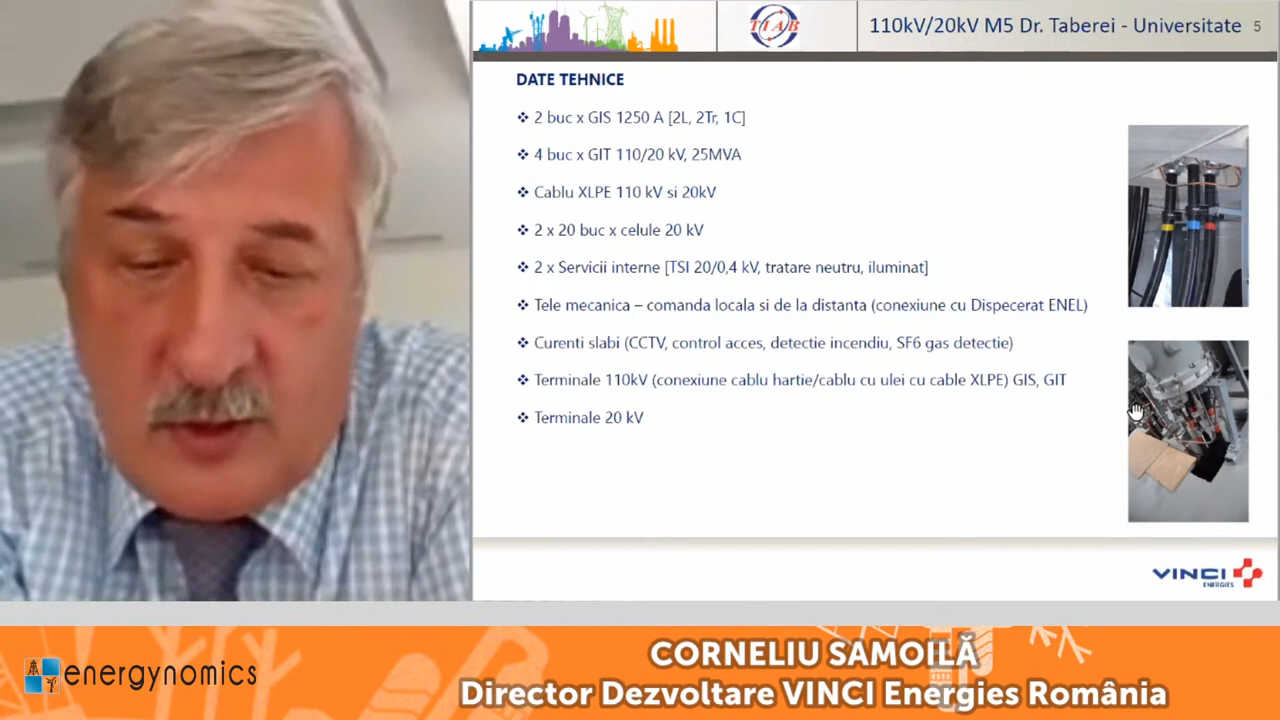 TIAB
110kV/20kV M5 Dr. Taberei - Universitate 5
DATE TEHNICE
❖ 2 buc x GIS 1250 A [2L, 2Tr, 1C]
❖ 4 buc x GIT 110/20 kV, 25MVA
❖ Cablu XLPE 110 kV si 20kV
❖ 2 x 20 buc x celule 20 kV
❖ 2 x Servicii interne [TSI 20/0,4 kV, tratare neutru, iluminat]
❖ Tele mecanica – comanda locala si de la distanta (conexiune cu Dispecerat ENEL)
❖ Curenti slabi (CCTV, control acces, detectie incendiu, SF6 gas detectie)
❖ Terminale 110kV (conexiune cablu hartie/cablu cu ulei cu cable XLPE) GIS, GIT
❖ Terminale 20 kV
VINCI
ENERGIES
energynomics
CORNELIU SAMOILĂ
Director Dezvoltare VINCI Energies România